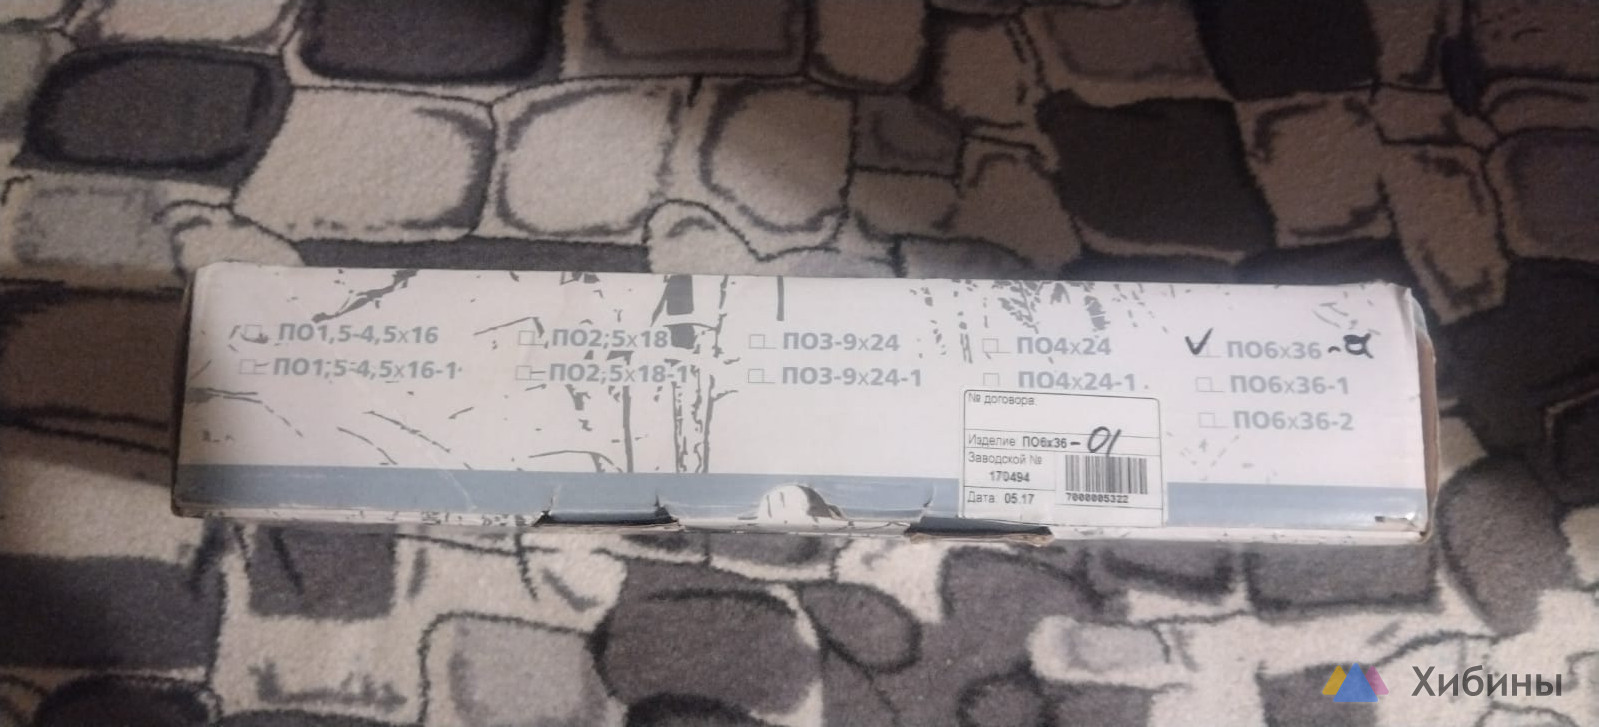 ПО1,5-4,5х16
ПО1,5-4,5х16-1
ПО2,5х18
ПО2,5х18-1
ПО3-9х24
ПО3-9х24-1
ПО4х24
ПО4х24-1
ПО6х36
ПО6х36-1
ПО6х36-2
№ договора:
Изделие: ПО6х36-01
Заводской №
170494
Дата: 05.17
7000005322
Хибины